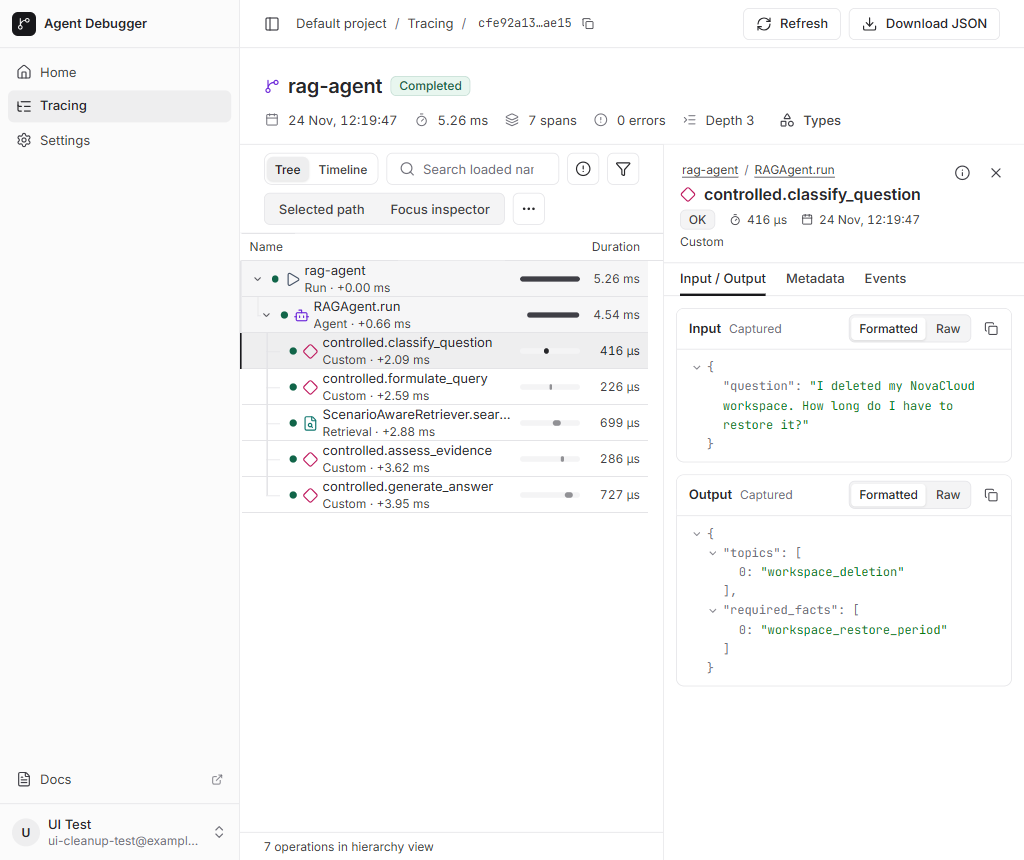 Agent Debugger
Home
Tracing
Settings
Docs
U
UI Test
ui-cleanup-test@exampl...
Default project / Tracing / cfe92a13…ae15
Refresh
Download JSON
rag-agent Completed
24 Nov, 12:19:47 5.26 ms 7 spans 0 errors Depth 3 Types
Tree Timeline Search loaded nar
Selected path Focus inspector
Name Duration
rag-agent
Run · +0.00 ms
5.26 ms
RAGAgent.run
Agent · +0.66 ms
4.54 ms
controlled.classify_question
Custom · +2.09 ms
416 µs
controlled.formulate_query
Custom · +2.59 ms
226 µs
ScenarioAwareRetriever.sear...
Retrieval · +2.88 ms
699 µs
controlled.assess_evidence
Custom · +3.62 ms
286 µs
controlled.generate_answer
Custom · +3.95 ms
727 µs
7 operations in hierarchy view
rag-agent / RAGAgent.run
controlled.classify_question
OK 416 µs 24 Nov, 12:19:47
Custom
Input / Output Metadata Events
Input Captured Formatted Raw
{
"question": "I deleted my NovaCloud
workspace. How long do I have to
restore it?"
}
Output Captured Formatted Raw
{
"topics": [
0: "workspace_deletion"
],
"required_facts": [
0: "workspace_restore_period"
]
}